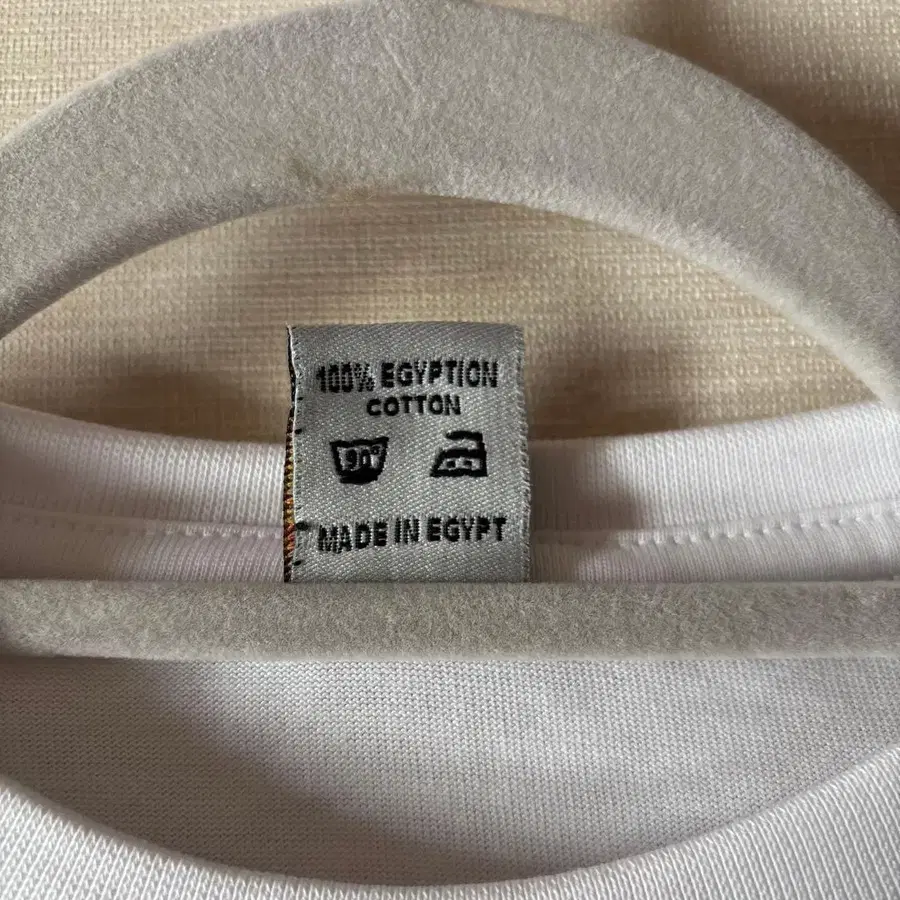 100% EGYPTION
COTTON
90°
MADE IN EGYPT